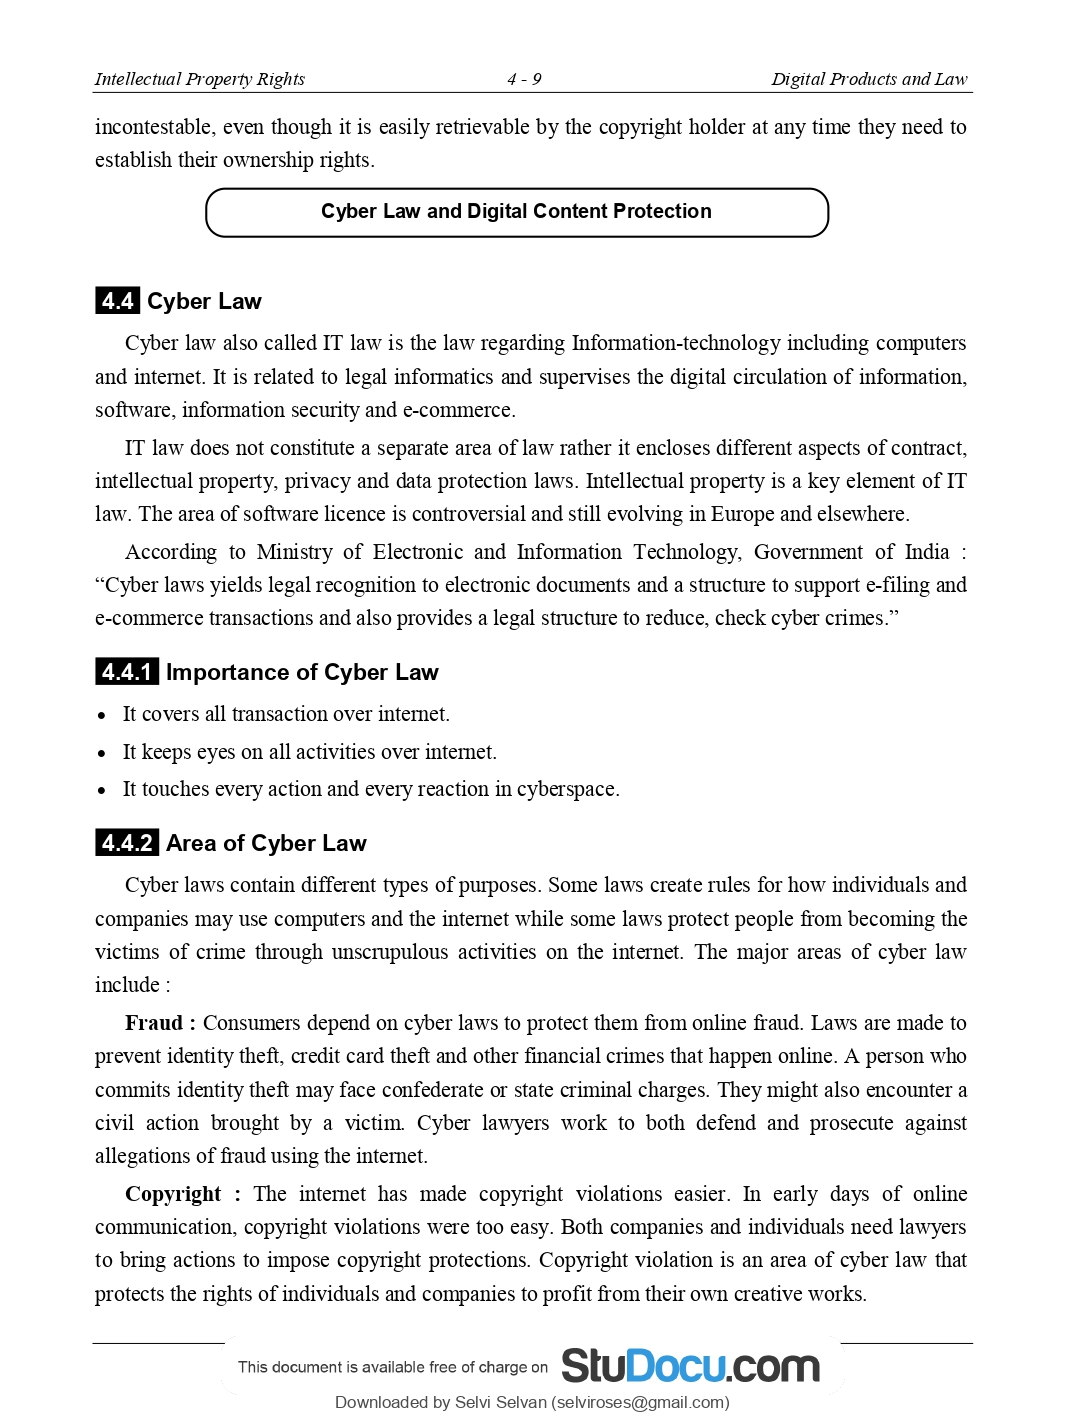 Intellectual Property Rights 4 - 9 Digital Products and Law
incontestable, even though it is easily retrievable by the copyright holder at any time they need to
establish their ownership rights.
Cyber Law and Digital Content Protection
4.4 Cyber Law
Cyber law also called IT law is the law regarding Information-technology including computers
and internet. It is related to legal informatics and supervises the digital circulation of information,
software, information security and e-commerce.
IT law does not constitute a separate area of law rather it encloses different aspects of contract,
intellectual property, privacy and data protection laws. Intellectual property is a key element of IT
law. The area of software licence is controversial and still evolving in Europe and elsewhere.
According to Ministry of Electronic and Information Technology, Government of India :
“Cyber laws yields legal recognition to electronic documents and a structure to support e-filing and
e-commerce transactions and also provides a legal structure to reduce, check cyber crimes.”
4.4.1 Importance of Cyber Law
• It covers all transaction over internet.
• It keeps eyes on all activities over internet.
• It touches every action and every reaction in cyberspace.
4.4.2 Area of Cyber Law
Cyber laws contain different types of purposes. Some laws create rules for how individuals and
companies may use computers and the internet while some laws protect people from becoming the
victims of crime through unscrupulous activities on the internet. The major areas of cyber law
include :
Fraud : Consumers depend on cyber laws to protect them from online fraud. Laws are made to
prevent identity theft, credit card theft and other financial crimes that happen online. A person who
commits identity theft may face confederate or state criminal charges. They might also encounter a
civil action brought by a victim. Cyber lawyers work to both defend and prosecute against
allegations of fraud using the internet.
Copyright : The internet has made copyright violations easier. In early days of online
communication, copyright violations were too easy. Both companies and individuals need lawyers
to bring actions to impose copyright protections. Copyright violation is an area of cyber law that
protects the rights of individuals and companies to profit from their own creative works.
This document is available free of charge on StuDocu.com
Downloaded by Selvi Selvan (selviroses@gmail.com)